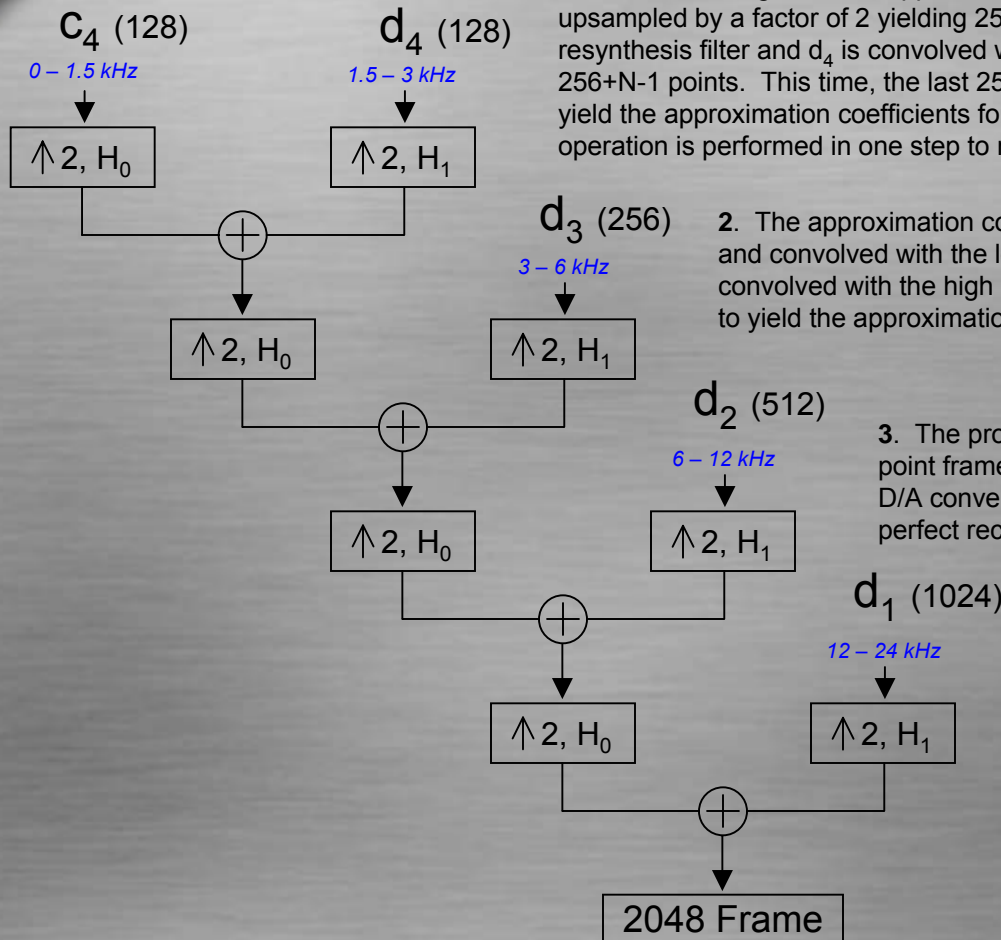 c4 (128)
0 – 1.5 kHz
↑ 2, H0
d4 (128)
1.5 – 3 kHz
↑ 2, H1
upsampled by a factor of 2 yielding 25
resynthesis filter and d4 is convolved
256+N-1 points. This time, the last 25
yield the approximation coefficients fo
operation is performed in one step to
d3 (256)
3 – 6 kHz
↑ 2, H0
↑ 2, H1
2. The approximation co
and convolved with the
convolved with the high
to yield the approximatio
d2 (512)
6 – 12 kHz
↑ 2, H0
↑ 2, H1
3. The pro
point frame
D/A conve
perfect rec
d1 (1024)
12 – 24 kHz
↑ 2, H0
↑ 2, H1
2048 Frame